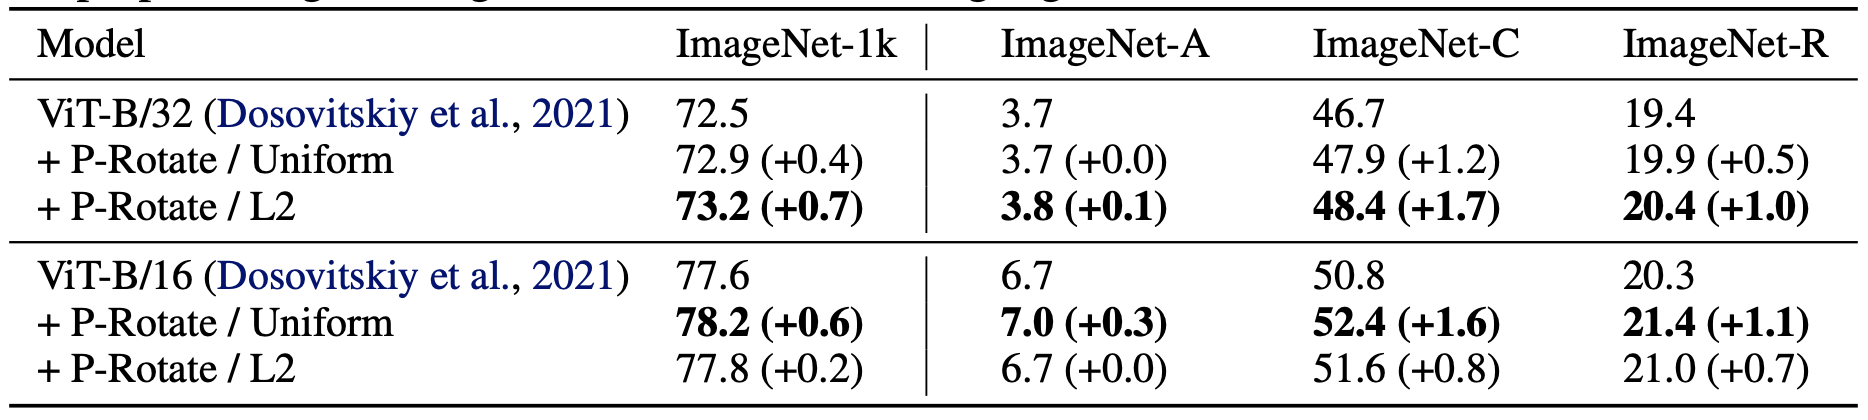 Model ImageNet-1k ImageNet-A ImageNet-C ImageNet-R
ViT-B/32 (Dosovitskiy et al., 2021) 72.5 3.7 46.7 19.4
+ P-Rotate / Uniform 72.9 (+0.4) 3.7 (+0.0) 47.9 (+1.2) 19.9 (+0.5)
+ P-Rotate / L2 73.2 (+0.7) 3.8 (+0.1) 48.4 (+1.7) 20.4 (+1.0)
ViT-B/16 (Dosovitskiy et al., 2021) 77.6 6.7 50.8 20.3
+ P-Rotate / Uniform 78.2 (+0.6) 7.0 (+0.3) 52.4 (+1.6) 21.4 (+1.1)
+ P-Rotate / L2 77.8 (+0.2) 6.7 (+0.0) 51.6 (+0.8) 21.0 (+0.7)